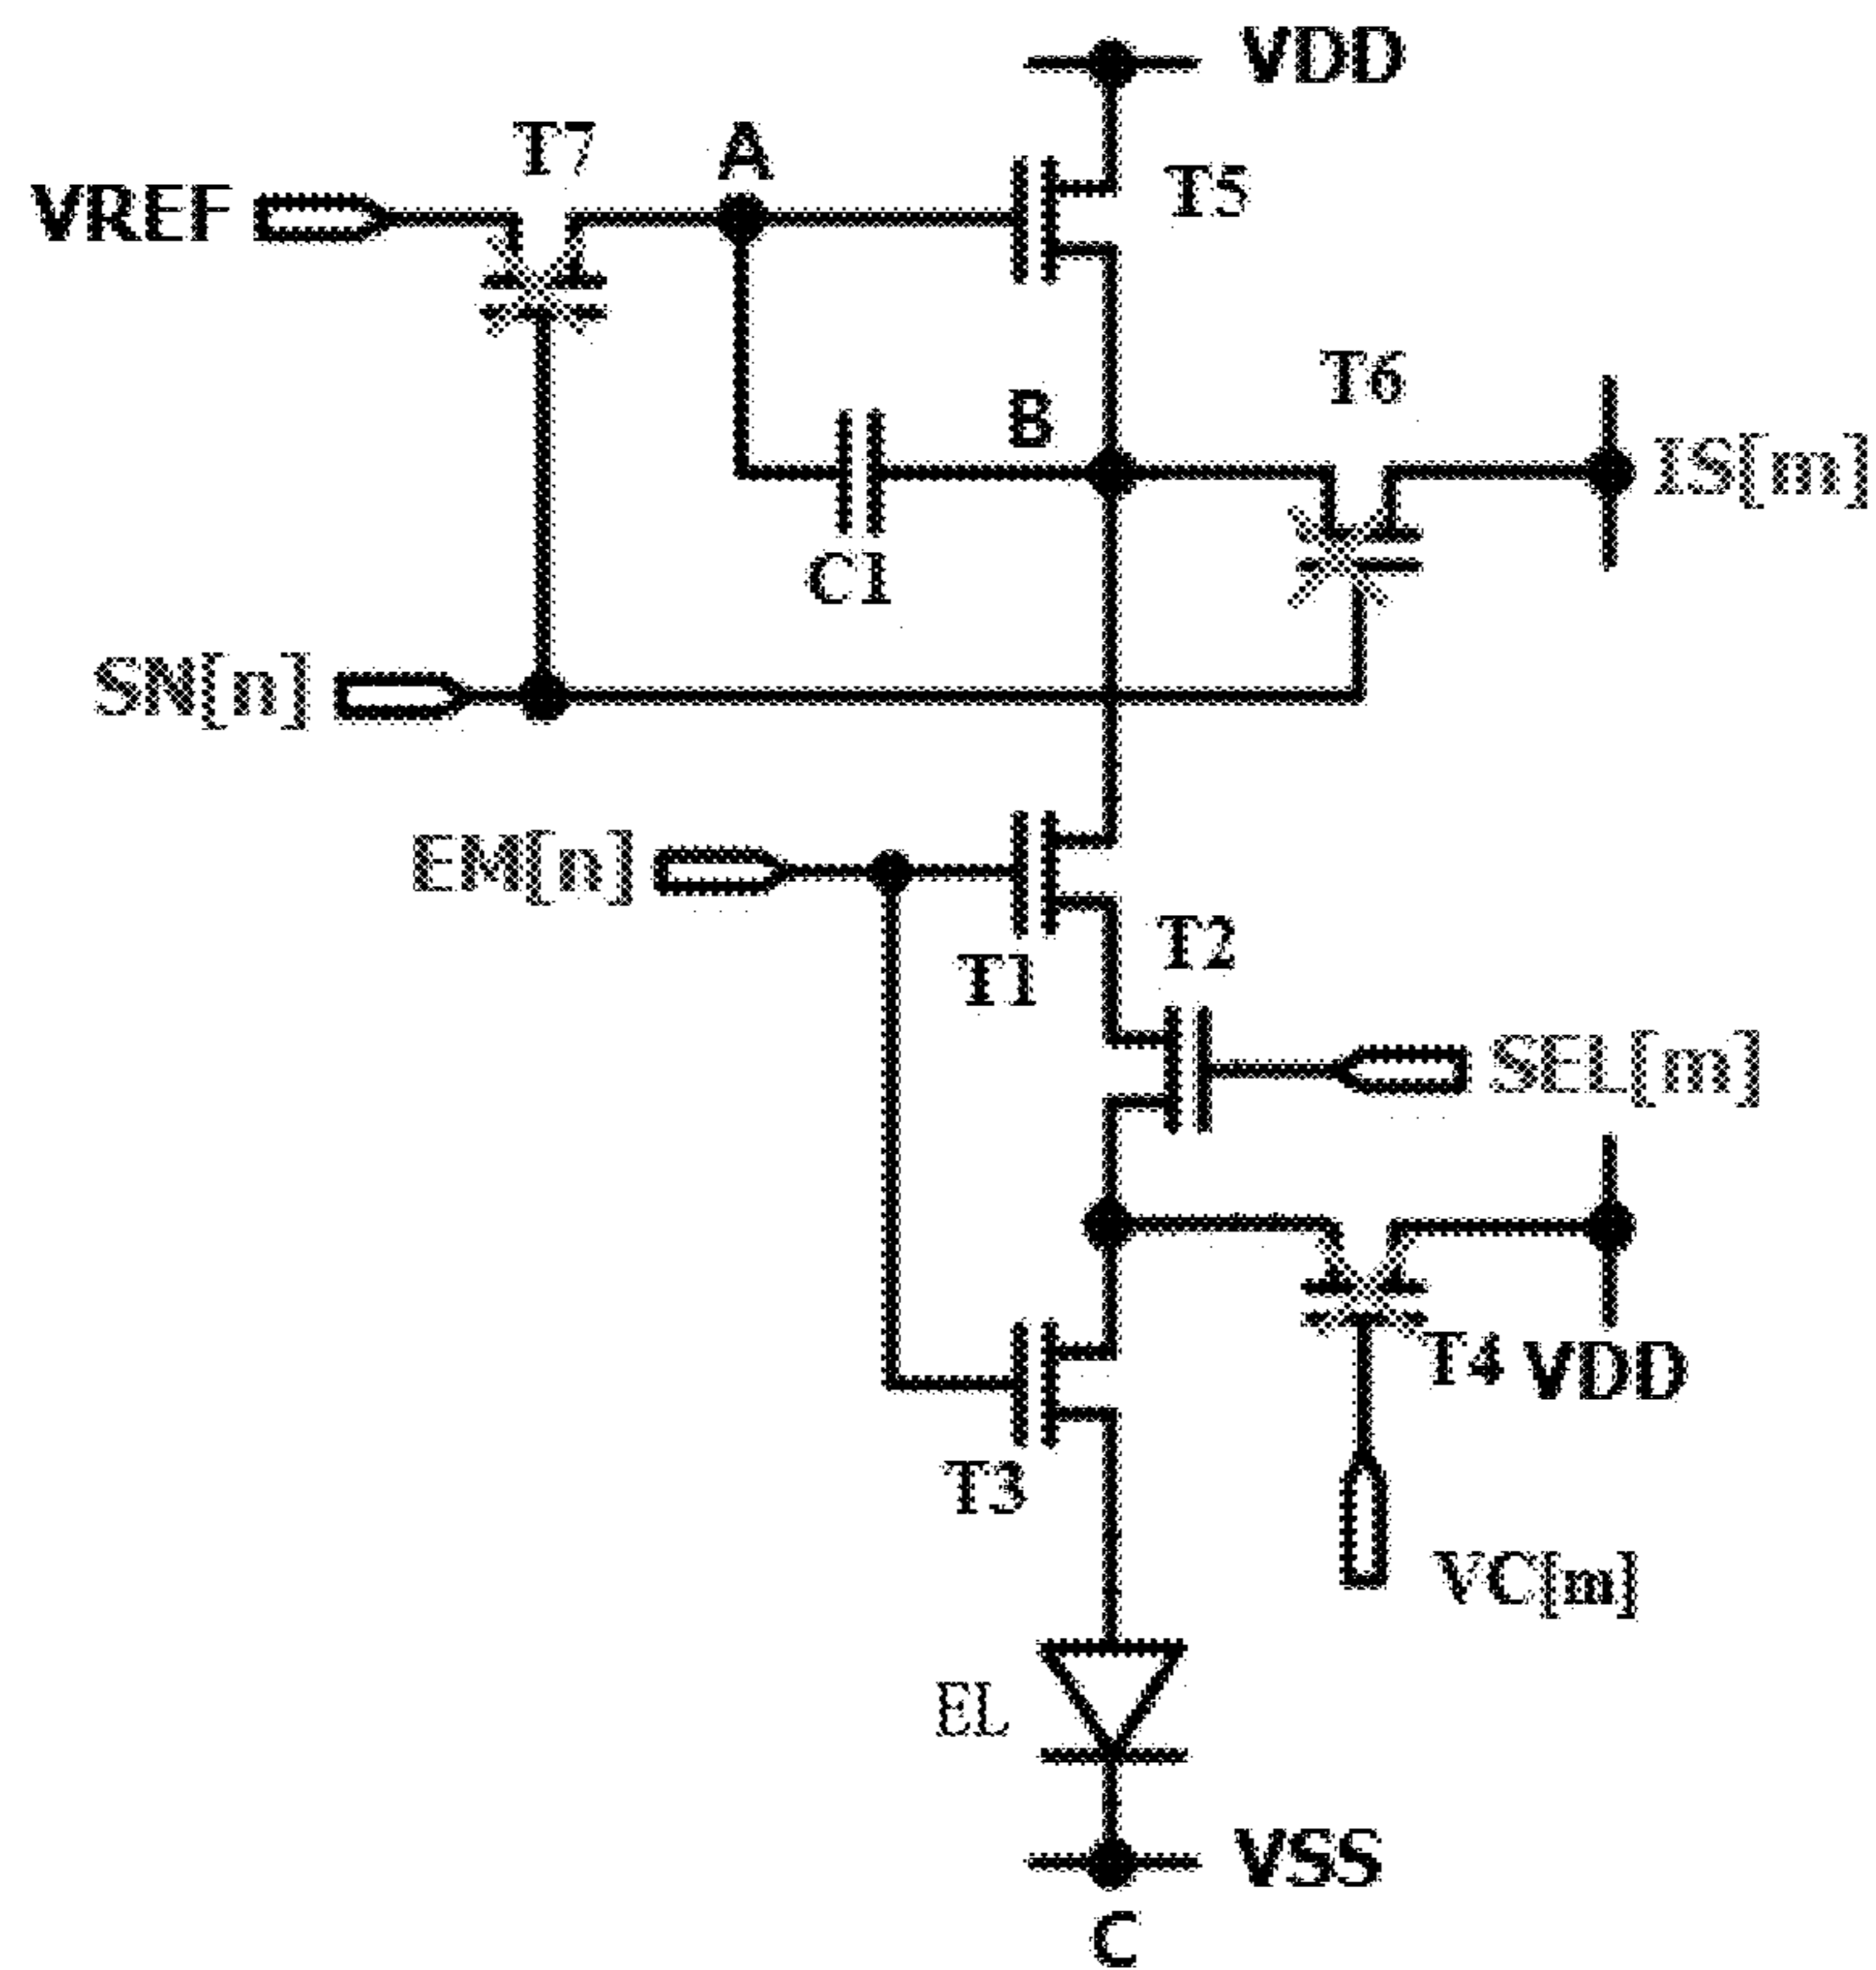 VDD
T7
A
T5
VREF
T6
B
IS[m]
C1
SN[n]
EM[n]
T2
T1
SEL[m]
T4
VDD
T3
VC[m]
EL
VSS
C